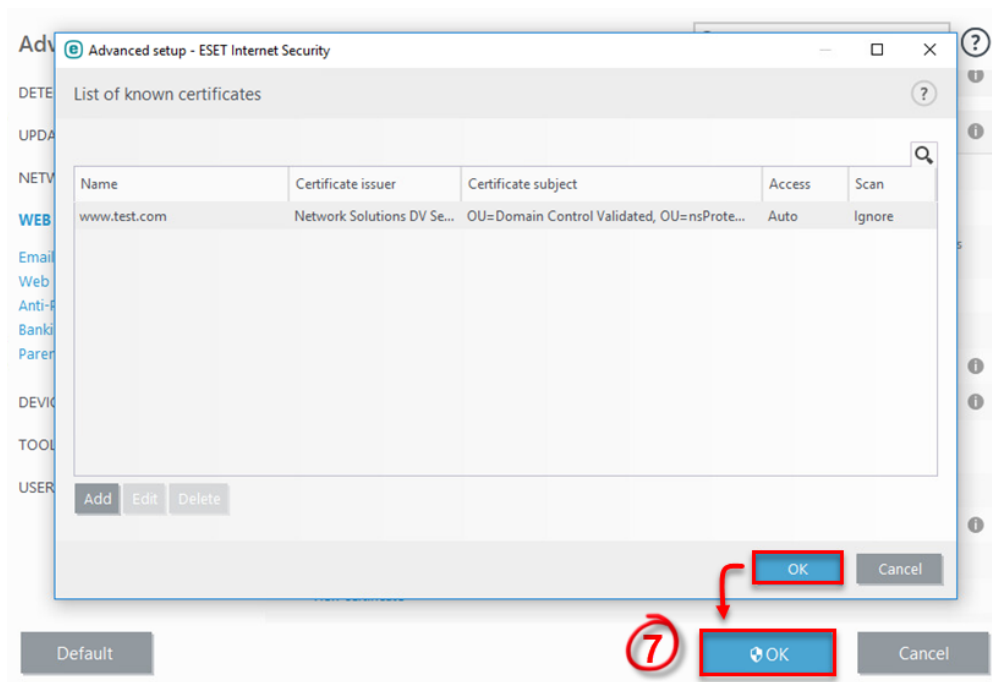 Adv
Advanced setup - ESET Internet Security
DETE
List of known certificates
UPDA
NETW
Name Certificate issuer Certificate subject Access Scan
WEB
www.test.com Network Solutions DV Se... OU=Domain Control Validated, OU=nsProte... Auto Ignore
Email
Web
Anti-P
Banki
Paren
DEVIC
TOOL
USER
Add Edit Delete
OK Cancel
7
Default OK Cancel